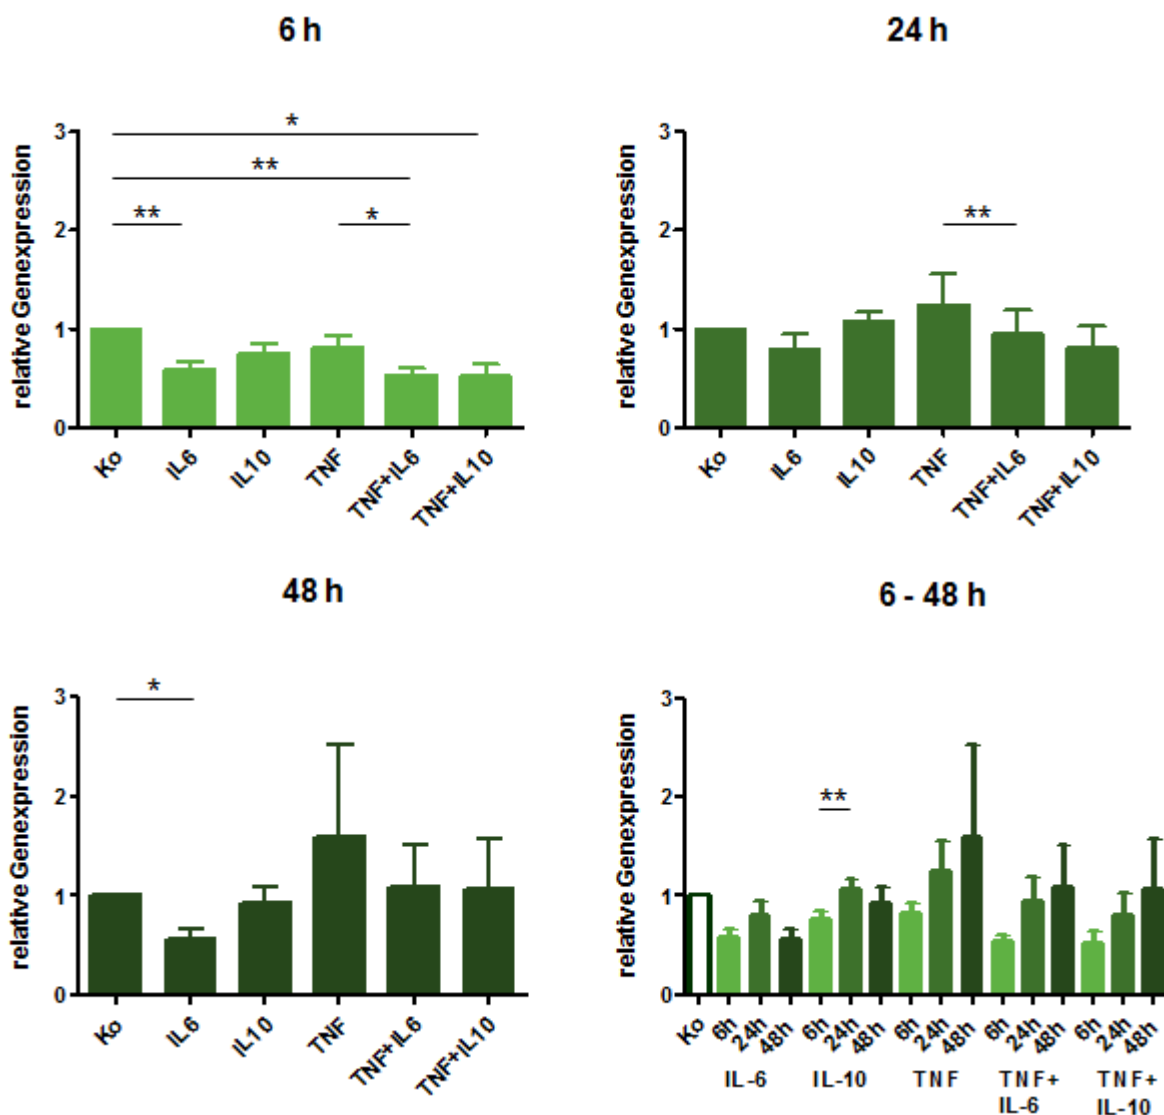 6 h
relative Genexpression
3
2
1
0
*
**
**
*
Ko
IL6
IL10
TNF
TNF+IL6
TNF+IL10
24 h
relative Genexpression
3
2
1
0
**
Ko
IL6
IL10
TNF
TNF+IL6
TNF+IL10
48 h
relative Genexpression
3
2
1
0
*
Ko
IL6
IL10
TNF
TNF+IL6
TNF+IL10
6 - 48 h
relative Genexpression
3
2
1
0
**
Ko
6h
24h
48h
6h
24h
48h
6h
24h
48h
6h
24h
48h
6h
24h
48h
IL-6
IL-10
TNF
TNF+
IL-6
TNF+
IL-10